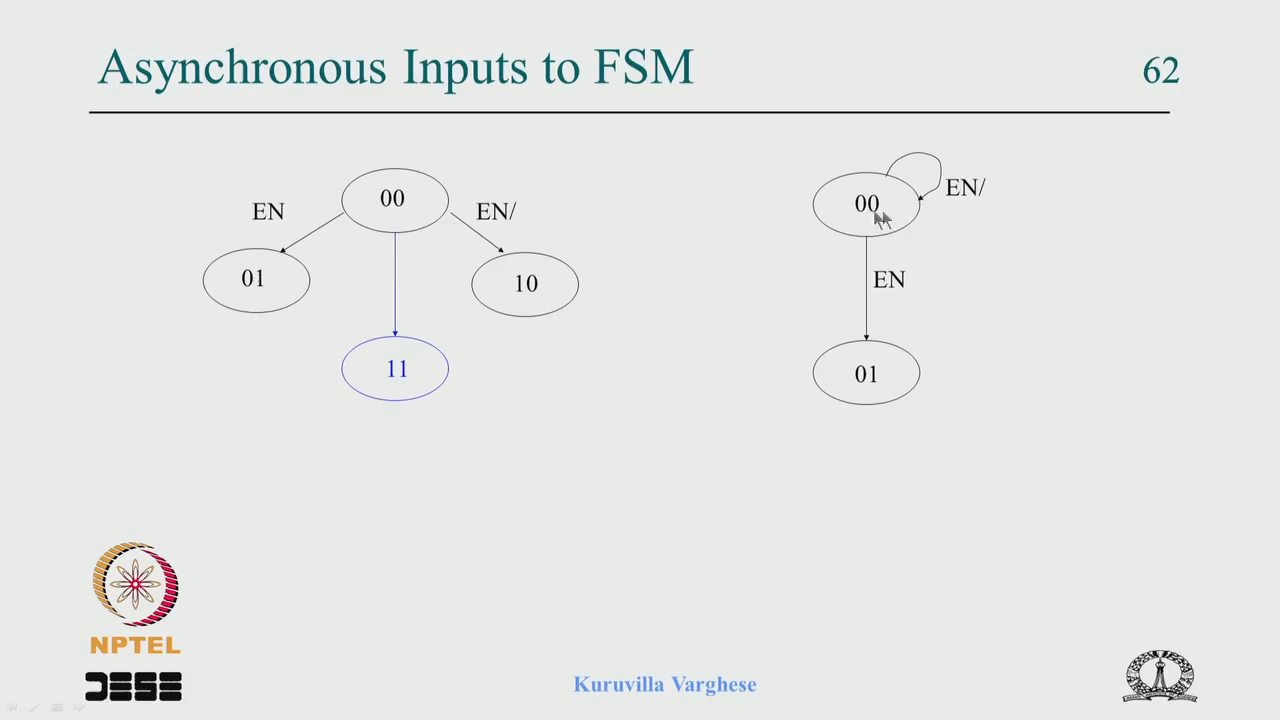 Asynchronous Inputs to FSM
62
00
EN
EN/
01
10
11
00
EN/
EN
01
NPTEL
DESE
Kuruvilla Varghese